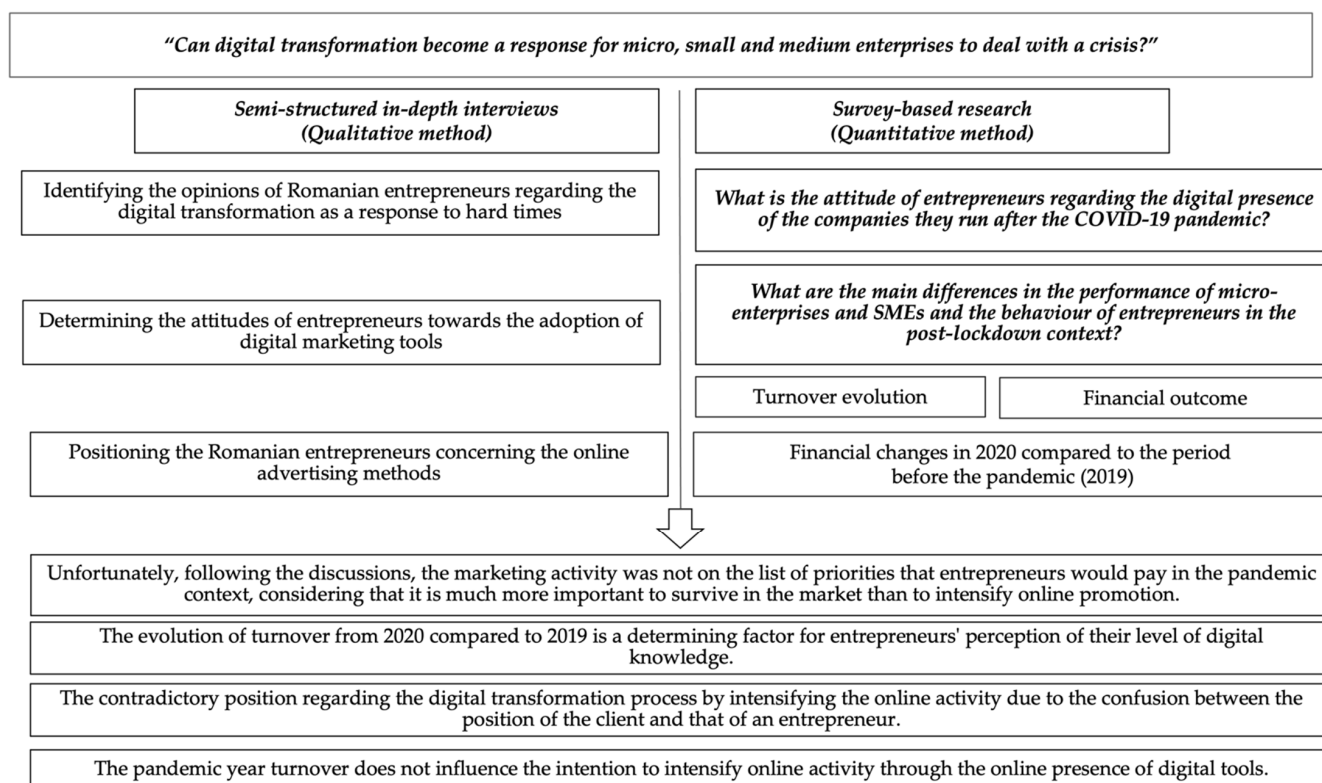 “Can digital transformation become a response for micro, small and medium enterprises to deal with a crisis?”
Semi-structured in-depth interviews
(Qualitative method)
Identifying the opinions of Romanian entrepreneurs regarding the
digital transformation as a response to hard times
Determining the attitudes of entrepreneurs towards the adoption of
digital marketing tools
Positioning the Romanian entrepreneurs concerning the online
advertising methods
Survey-based research
(Quantitative method)
What is the attitude of entrepreneurs regarding the digital presence
of the companies they run after the COVID-19 pandemic?
What are the main differences in the performance of micro-
enterprises and SMEs and the behaviour of entrepreneurs in the
post-lockdown context?
Turnover evolution
Financial outcome
Financial changes in 2020 compared to the period
before the pandemic (2019)
Unfortunately, following the discussions, the marketing activity was not on the list of priorities that entrepreneurs would pay in the pandemic
context, considering that it is much more important to survive in the market than to intensify online promotion.
The evolution of turnover from 2020 compared to 2019 is a determining factor for entrepreneurs' perception of their level of digital
knowledge.
The contradictory position regarding the digital transformation process by intensifying the online activity due to the confusion between the
position of the client and that of an entrepreneur.
The pandemic year turnover does not influence the intention to intensify online activity through the online presence of digital tools.